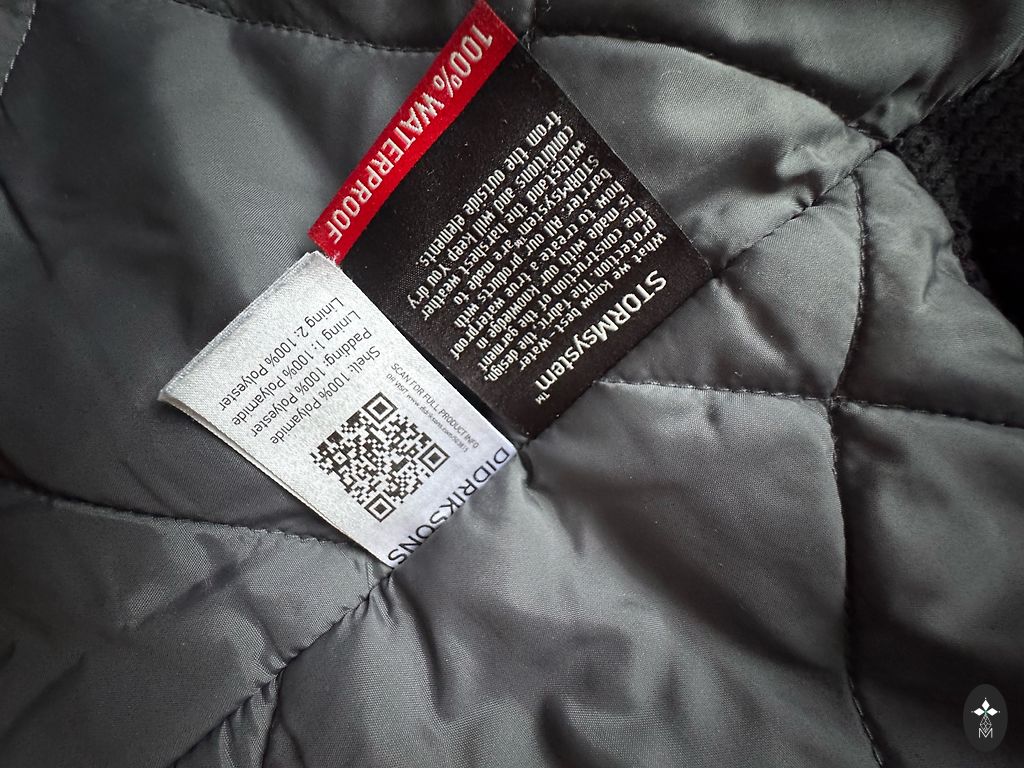 100% WATERPROOF
STORMsystem™
What we know best. Water
protection. The fabric, the design,
the construction of the garment
is made with our knowledge in
how to create a true waterproof
barrier. All our products with
STORMsystem™ are made to
withstand the harshest weather
conditions and will keep you dry
from the outside elements.
DIDRIKSONS
SCAN FOR FULL PRODUCT INFO
OR VISIT
Shell: 100% Polyamide
Padding: 100% Polyester
Lining 1: 100% Polyamide
Lining 2: 100% Polyester
M